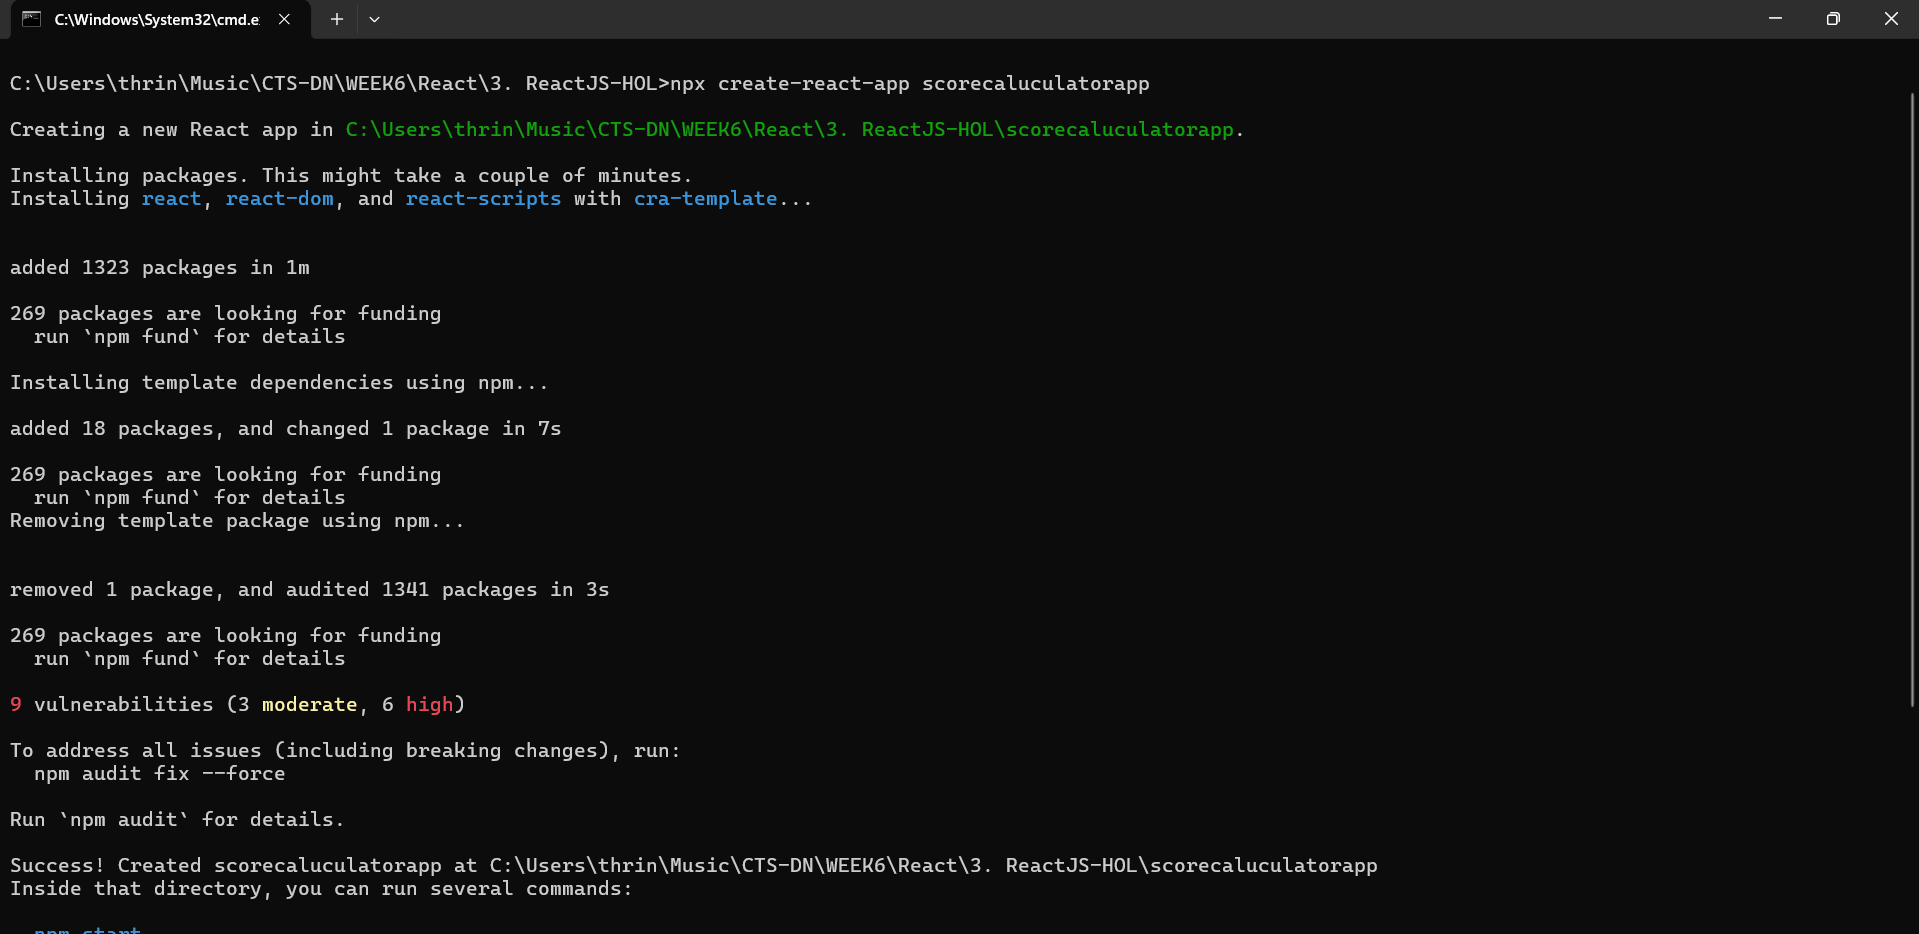 C:\Windows\System32\cmd.e
C:\Users\thrin\Music\CTS-DN\WEEK6\React\3. ReactJS-HOL>npx create-react-app scorecaluculatorapp
Creating a new React app in C:\Users\thrin\Music\CTS-DN\WEEK6\React\3. ReactJS-HOL\scorecaluculatorapp.
Installing packages. This might take a couple of minutes.
Installing react, react-dom, and react-scripts with cra-template...
added 1323 packages in 1m
269 packages are looking for funding
  run `npm fund` for details
Installing template dependencies using npm...
added 18 packages, and changed 1 package in 7s
269 packages are looking for funding
  run `npm fund` for details
Removing template package using npm...
removed 1 package, and audited 1341 packages in 3s
269 packages are looking for funding
  run `npm fund` for details
9 vulnerabilities (3 moderate, 6 high)
To address all issues (including breaking changes), run:
  npm audit fix --force
Run `npm audit` for details.
Success! Created scorecaluculatorapp at C:\Users\thrin\Music\CTS-DN\WEEK6\React\3. ReactJS-HOL\scorecaluculatorapp
Inside that directory, you can run several commands:
  npm start